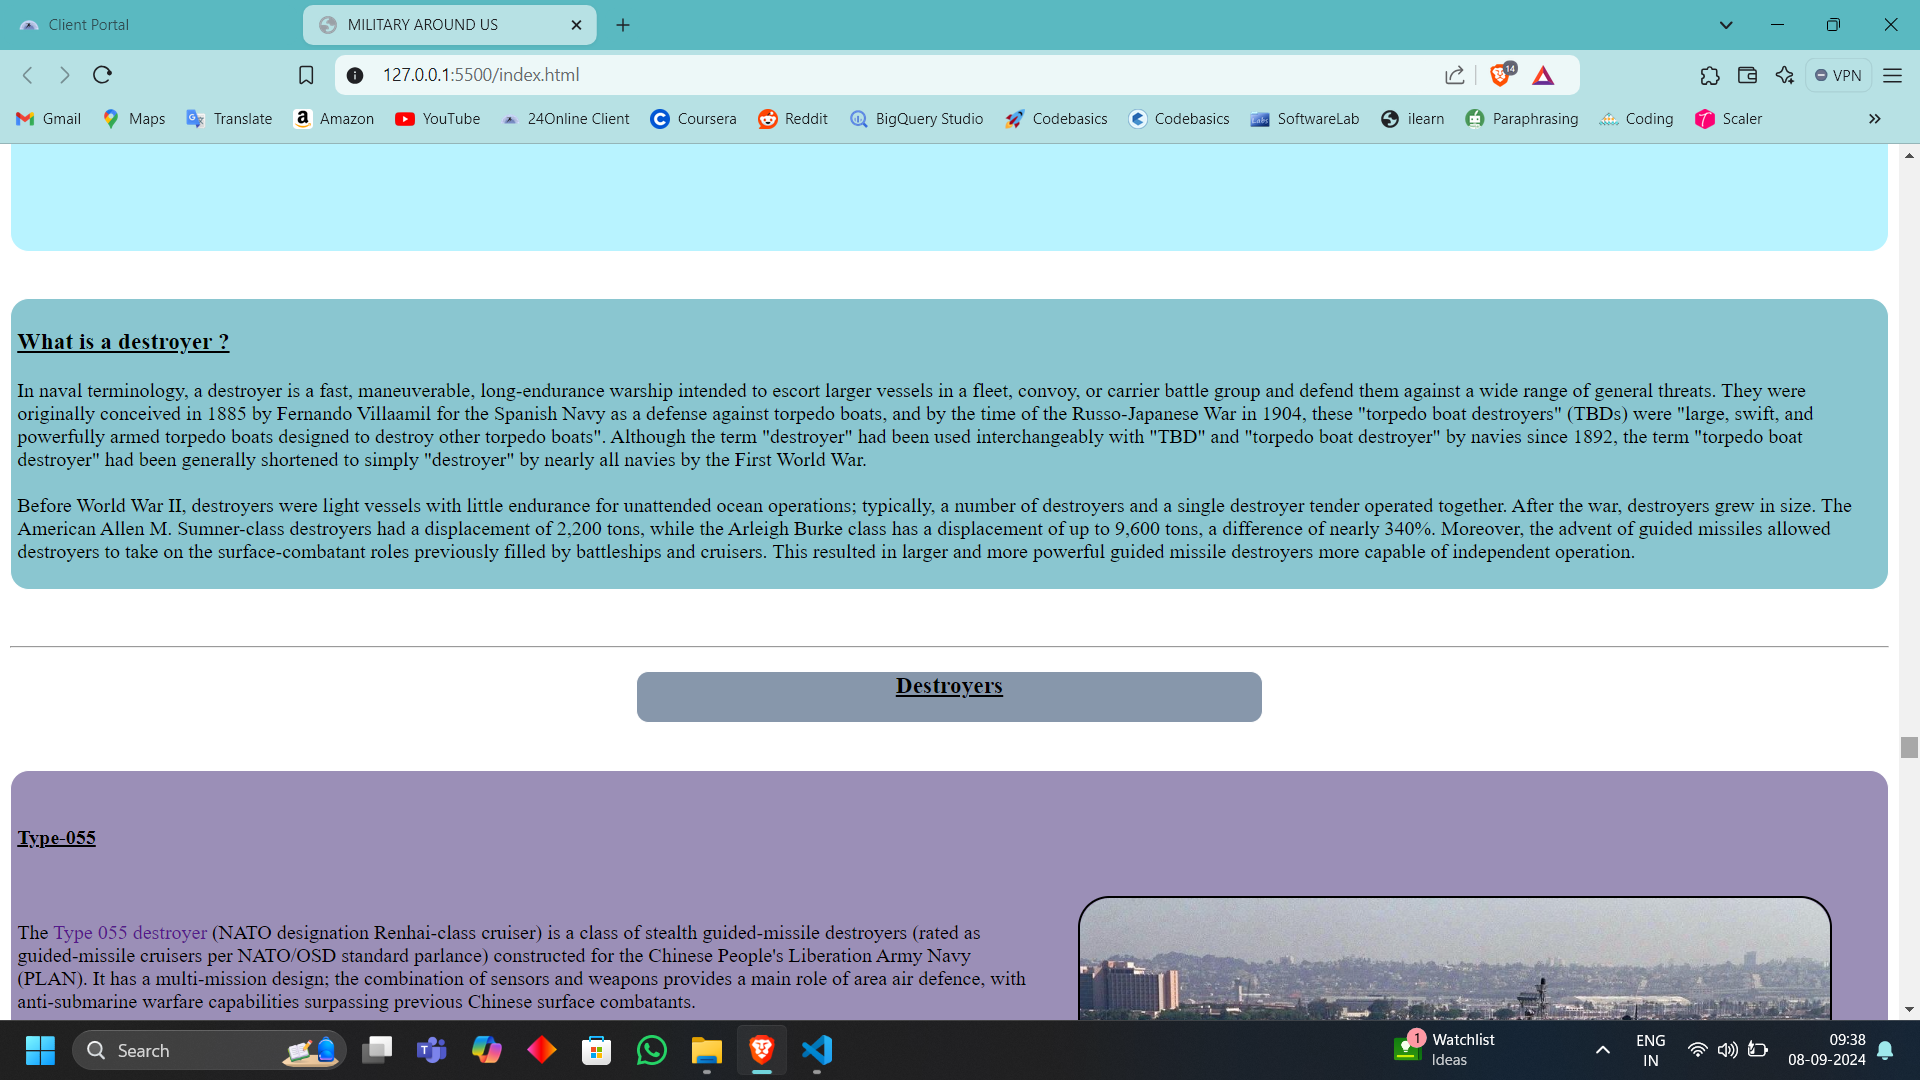 Client Portal
MILITARY AROUND US
127.0.0.1:5500/index.html
14
VPN
Gmail
Maps
Translate
Amazon
YouTube
24Online Client
Coursera
Reddit
BigQuery Studio
Codebasics
Codebasics
SoftwareLab
ilearn
Paraphrasing
Coding
Scaler
What is a destroyer ?
In naval terminology, a destroyer is a fast, maneuverable, long-endurance warship intended to escort larger vessels in a fleet, convoy, or carrier battle group and defend them against a wide range of general threats. They were
originally conceived in 1885 by Fernando Villaamil for the Spanish Navy as a defense against torpedo boats, and by the time of the Russo-Japanese War in 1904, these "torpedo boat destroyers" (TBDs) were "large, swift, and
powerfully armed torpedo boats designed to destroy other torpedo boats". Although the term "destroyer" had been used interchangeably with "TBD" and "torpedo boat destroyer" by navies since 1892, the term "torpedo boat
destroyer" had been generally shortened to simply "destroyer" by nearly all navies by the First World War.
Before World War II, destroyers were light vessels with little endurance for unattended ocean operations; typically, a number of destroyers and a single destroyer tender operated together. After the war, destroyers grew in size. The
American Allen M. Sumner-class destroyers had a displacement of 2,200 tons, while the Arleigh Burke class has a displacement of up to 9,600 tons, a difference of nearly 340%. Moreover, the advent of guided missiles allowed
destroyers to take on the surface-combatant roles previously filled by battleships and cruisers. This resulted in larger and more powerful guided missile destroyers more capable of independent operation.
Destroyers
Type-055
The Type 055 destroyer (NATO designation Renhai-class cruiser) is a class of stealth guided-missile destroyers (rated as
guided-missile cruisers per NATO/OSD standard parlance) constructed for the Chinese People's Liberation Army Navy
(PLAN). It has a multi-mission design; the combination of sensors and weapons provides a main role of area air defence, with
anti-submarine warfare capabilities surpassing previous Chinese surface combatants.
Search
1
Watchlist
Ideas
ENG
IN
09:38
08-09-2024